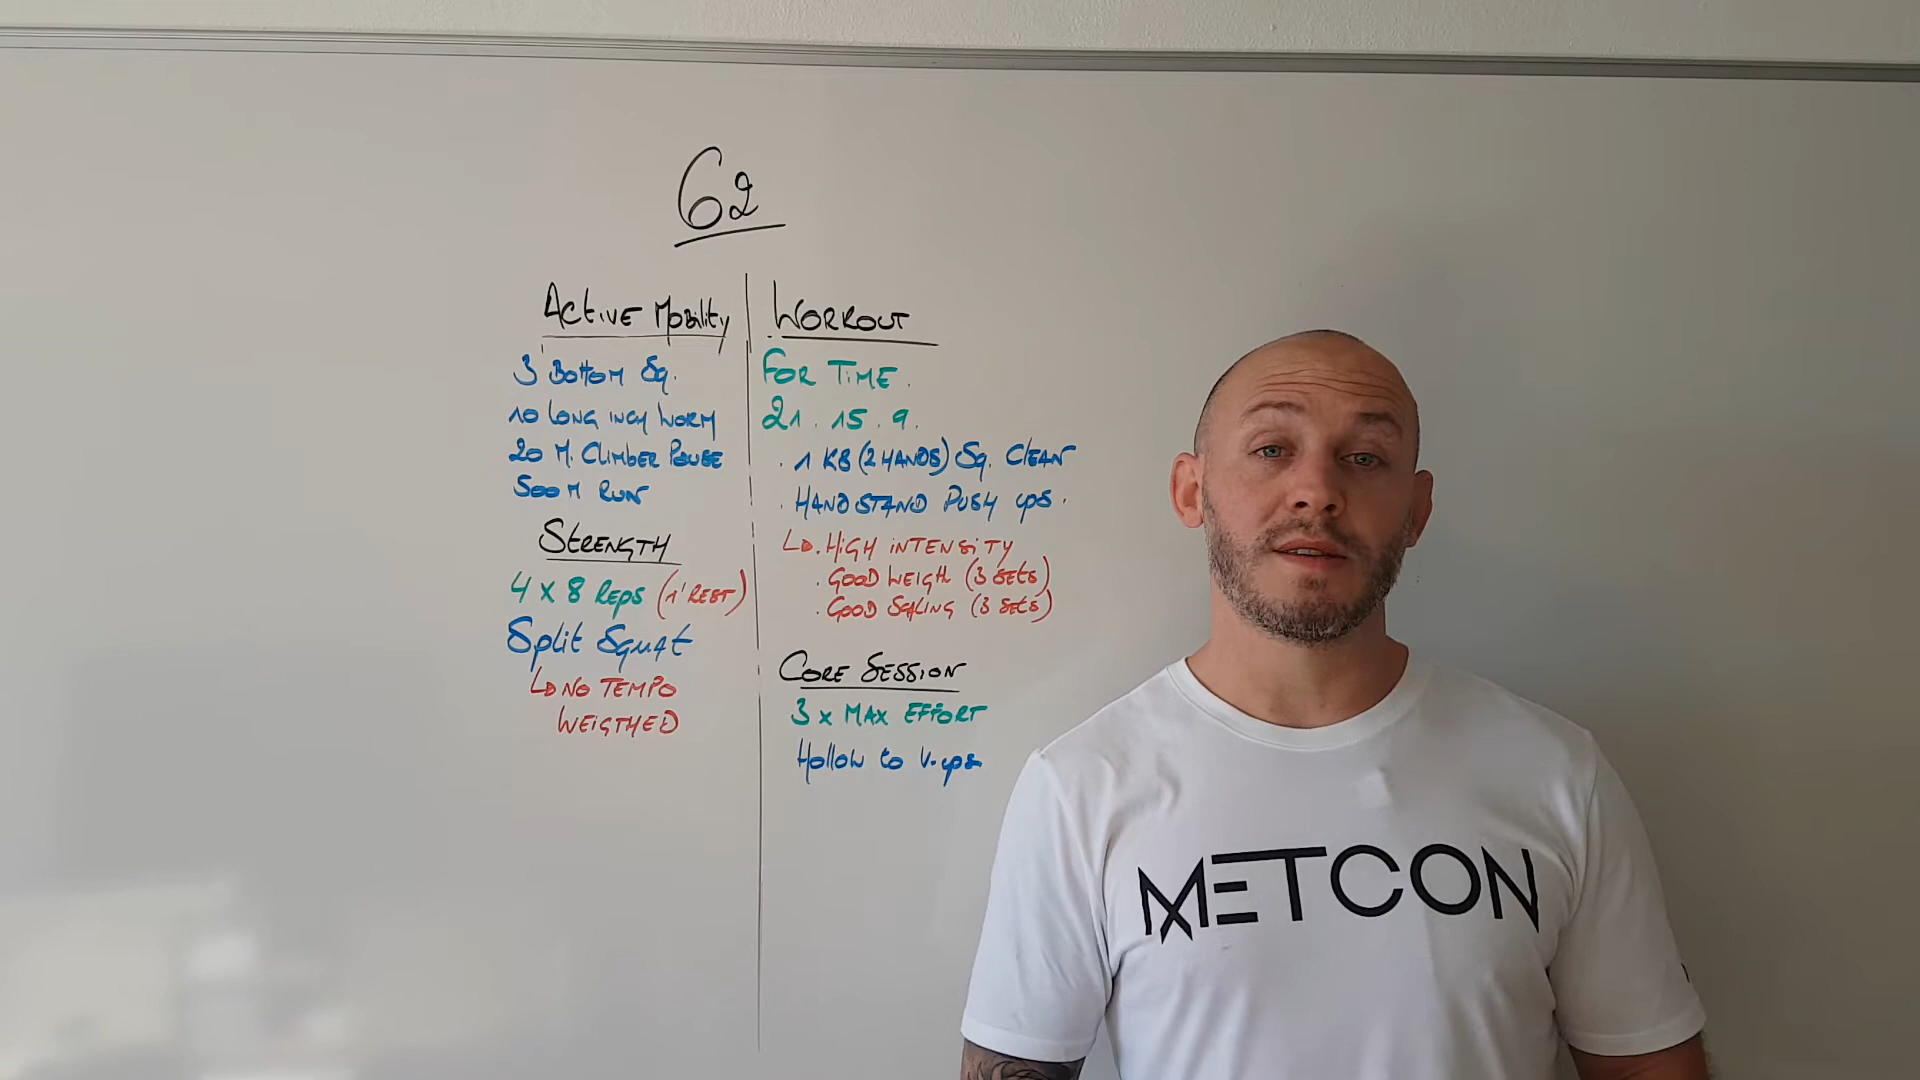 62
Active Mobility
3' Bottom Sq.
10 Long inch Worm
20 M. Climber Pause
500 M Run
Strength
4 x 8 Reps (1' Rest)
Split Squat
No Tempo
Weigthed
Workout
For Time.
21. 15. 9.
. 1 KB (2 Hands) Sq. Clean
. Handstand Push ups.
. High intensity
. Good Weigh (3 sets)
. Good Scaling (3 sets)
Core Session
3 x Max Effort
Hollow to V-ups
METCON